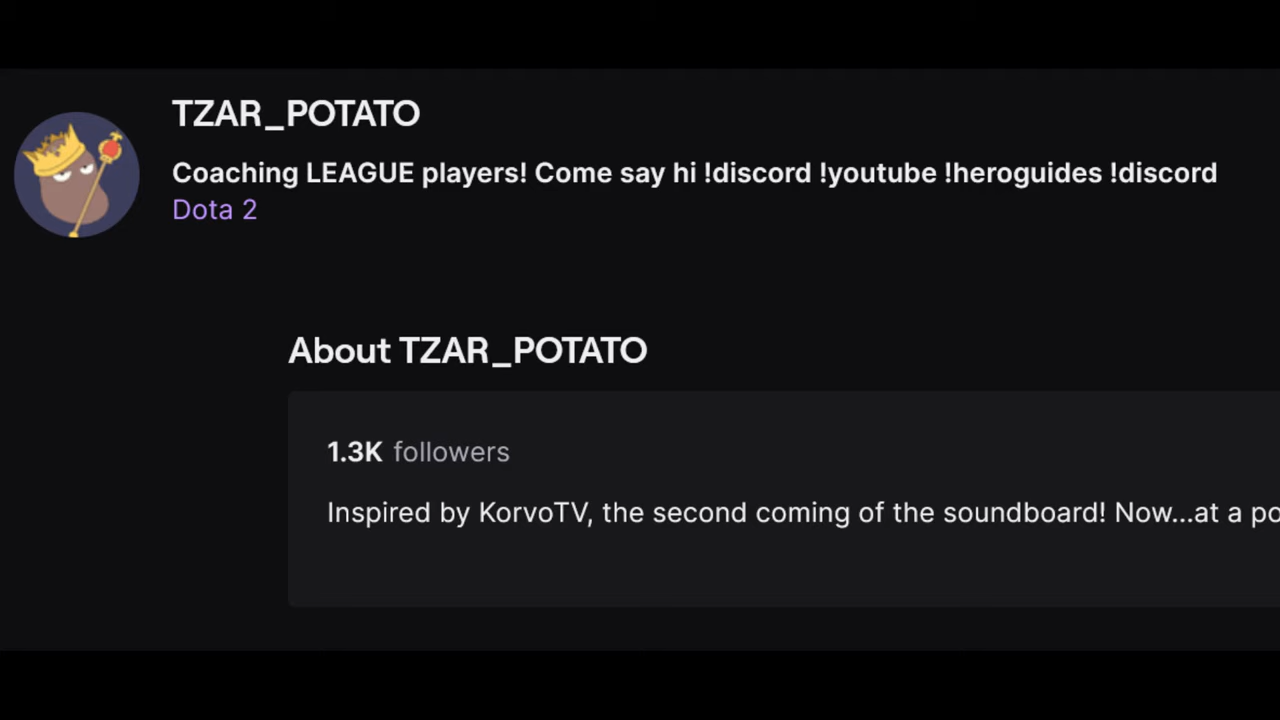 TZAR_POTATO
Coaching LEAGUE players! Come say hi !discord !youtube !heroguides !discord
Dota 2
About TZAR_POTATO
1.3K followers
Inspired by KorvoTV, the second coming of the soundboard! Now...at a